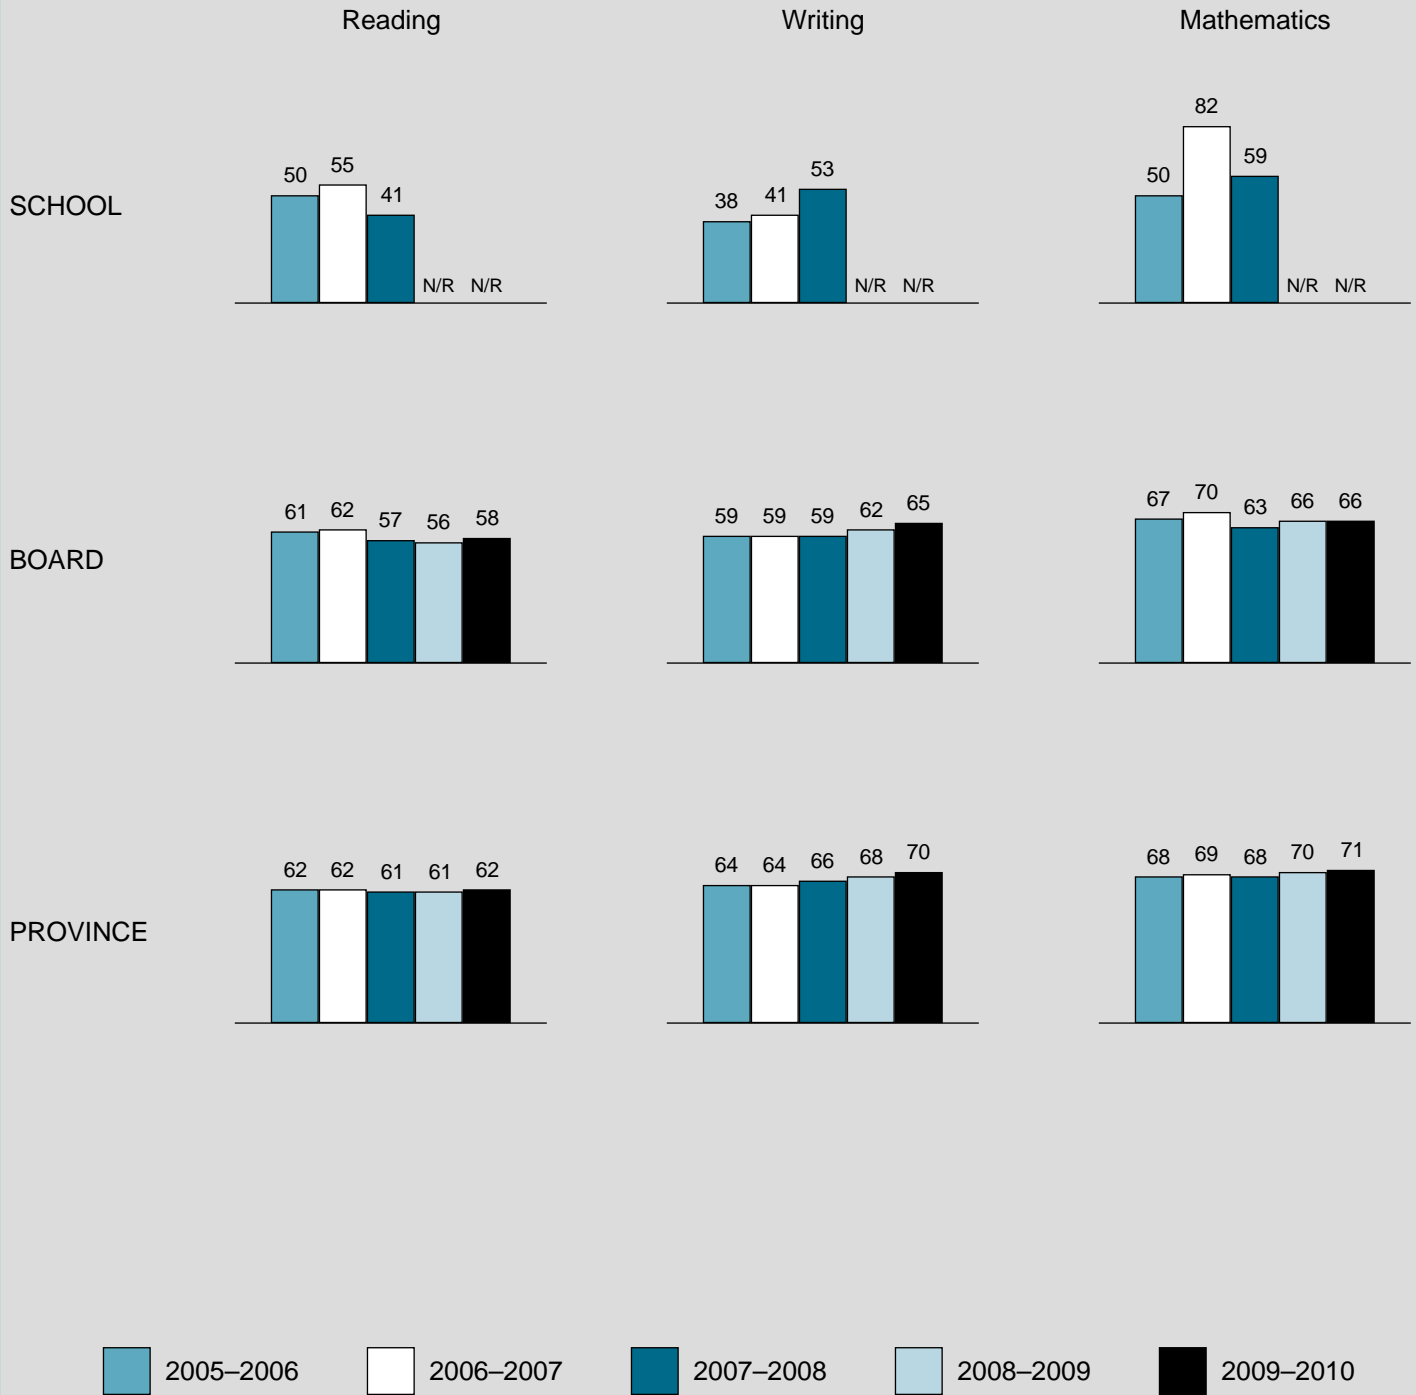 Reading Writing Mathematics
SCHOOL
50 55 41 N/R N/R
38 41 53 N/R N/R
50 82 59 N/R N/R
BOARD
61 62 57 56 58
59 59 59 62 65
67 70 63 66 66
PROVINCE
62 62 61 61 62
64 64 66 68 70
68 69 68 70 71
2005–2006 2006–2007 2007–2008 2008–2009 2009–2010